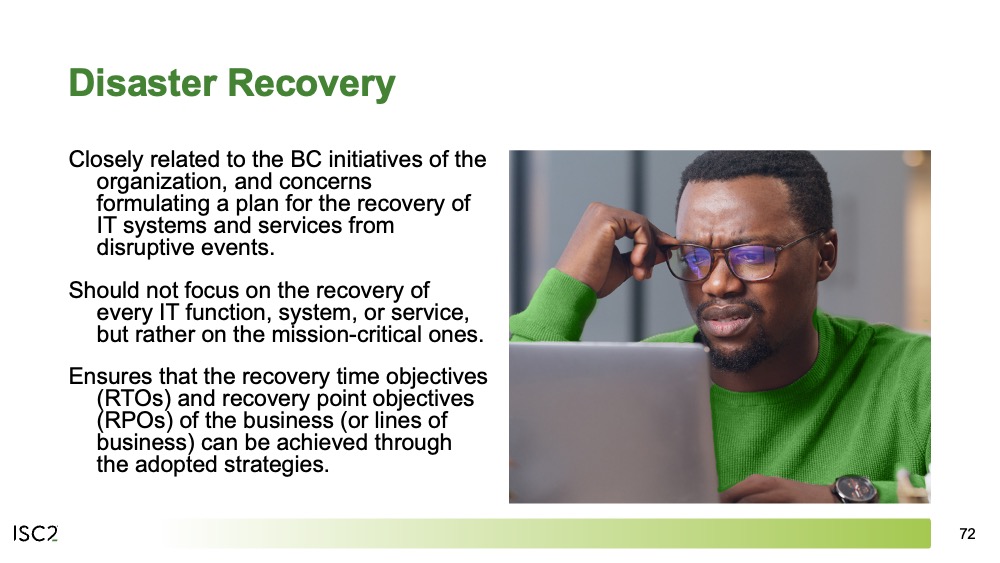 Disaster Recovery
Closely related to the BC initiatives of the
organization, and concerns
formulating a plan for the recovery of
IT systems and services from
disruptive events.
Should not focus on the recovery of
every IT function, system, or service,
but rather on the mission-critical ones.
Ensures that the recovery time objectives
(RTOs) and recovery point objectives
(RPOs) of the business (or lines of
business) can be achieved through
the adopted strategies.
ISC2
72